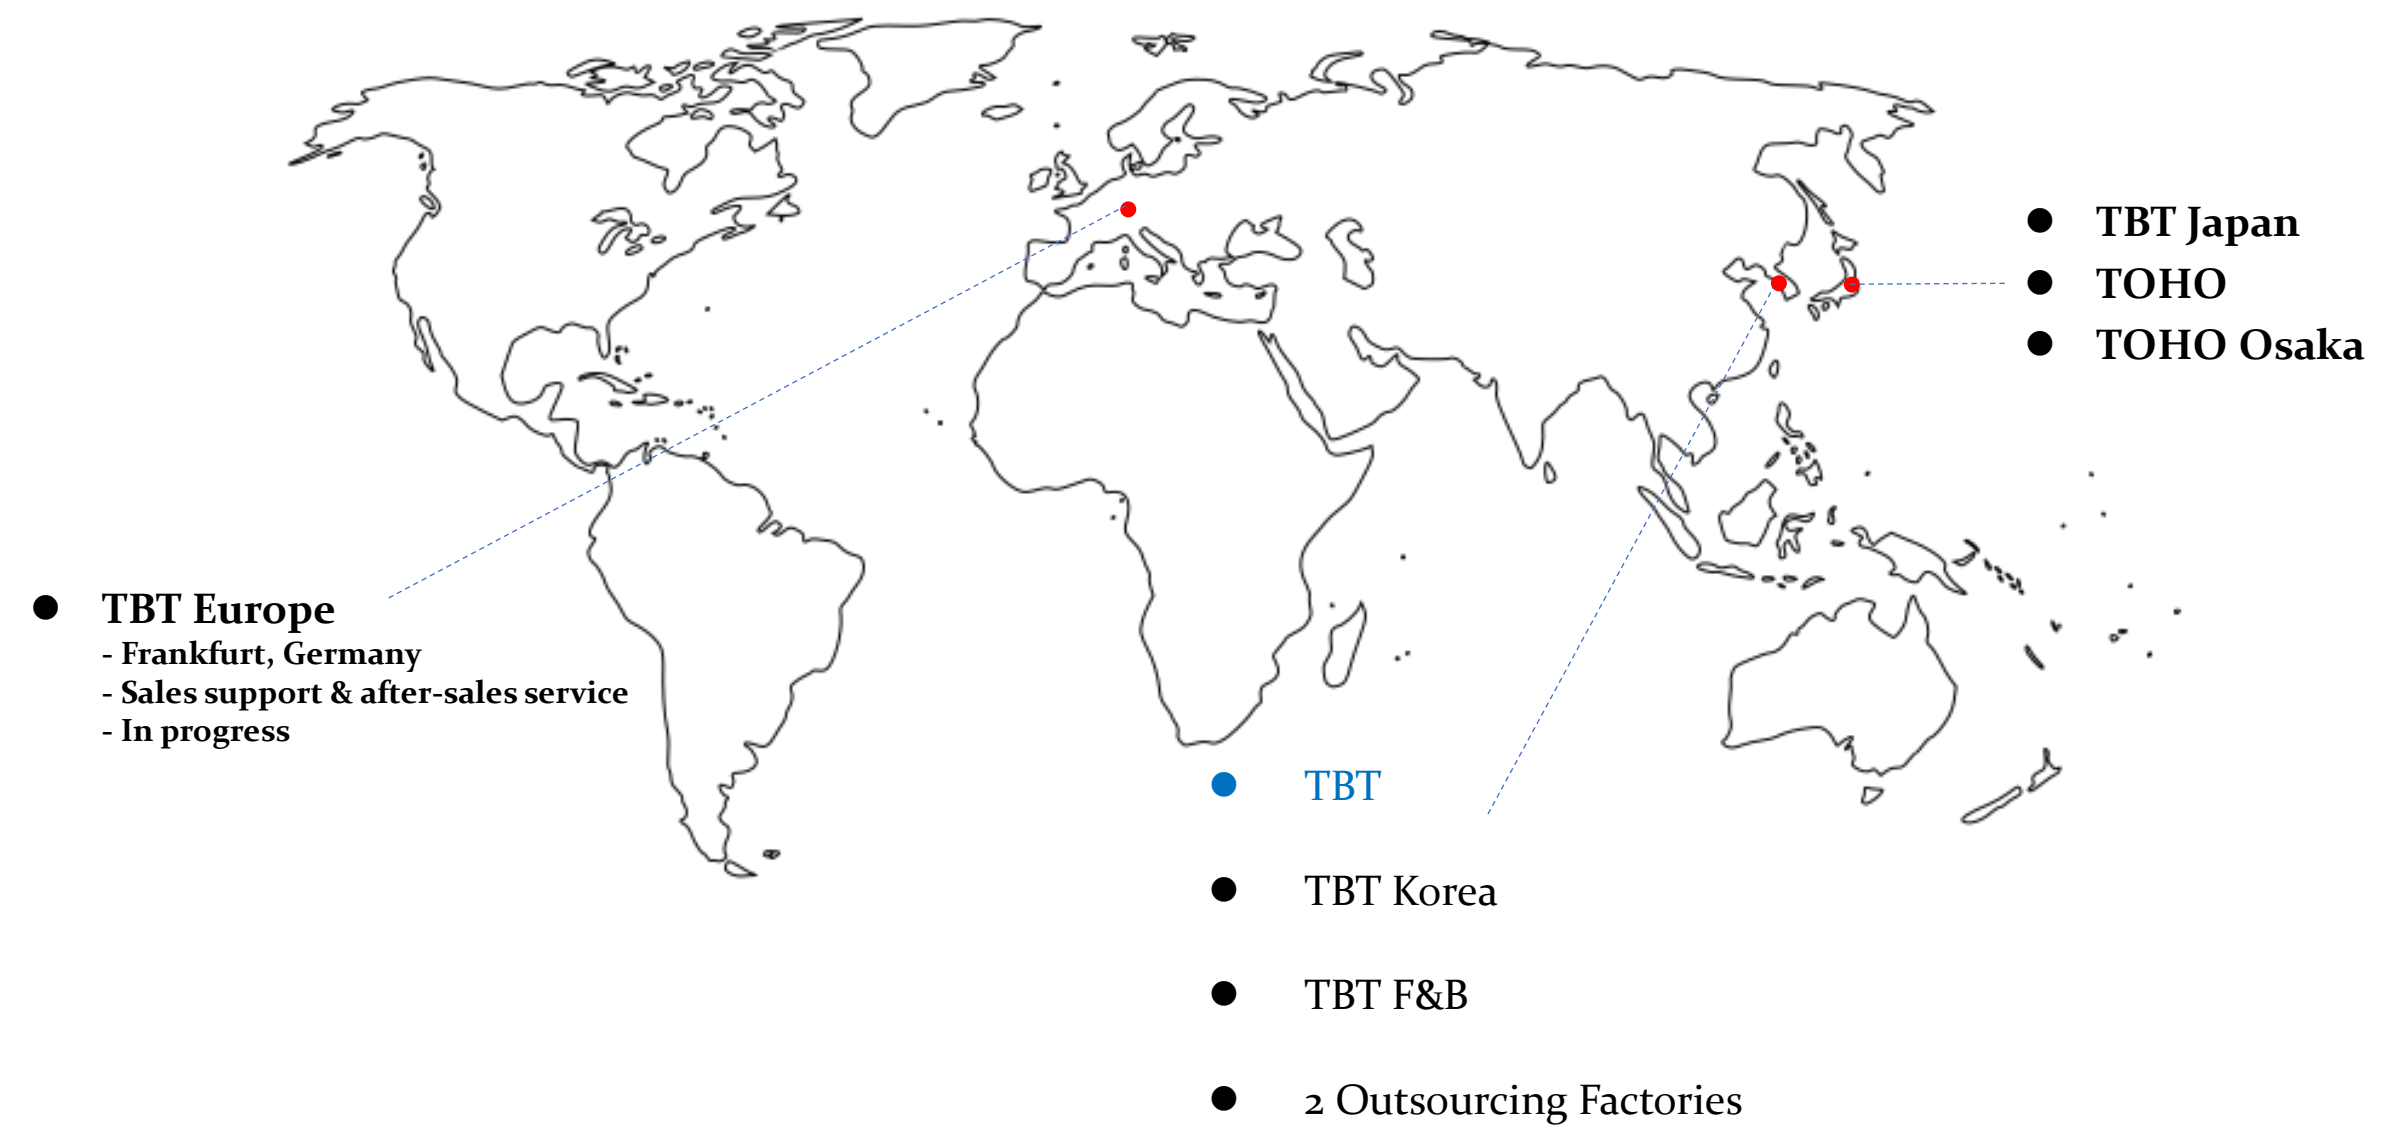 TBT Japan
TOHO
TOHO Osaka
TBT Europe
- Frankfurt, Germany
- Sales support & after-sales service
- In progress
TBT
TBT Korea
TBT F&B
2 Outsourcing Factories